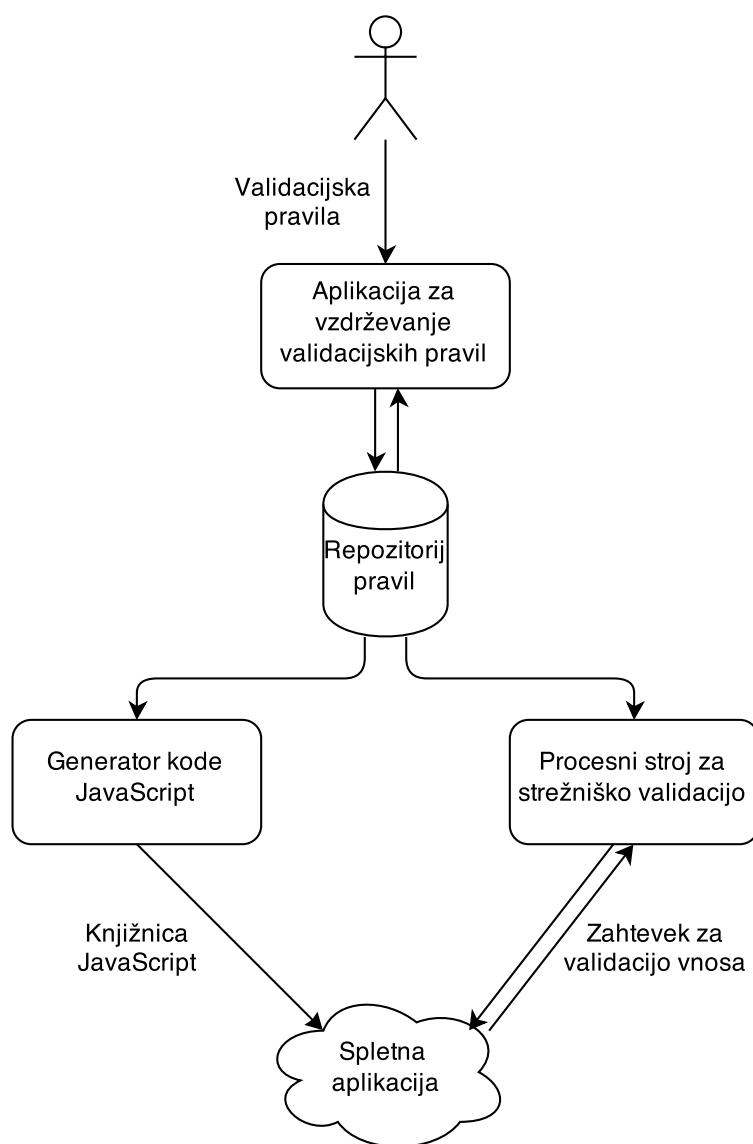 Validacijska
pravila
Aplikacija za
vzdrževanje
validacijskih pravil
Repozitorij
pravil
Generator kode
JavaScript
Procesni stroj za
strežniško validacijo
Knjižnica
JavaScript
Zahtevek za
validacijo vnosa
Spletna
aplikacija